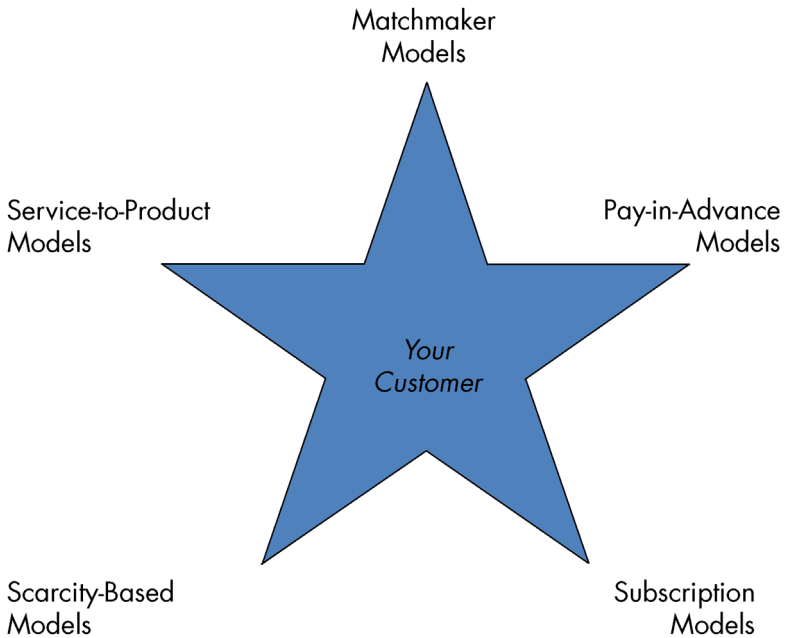 Matchmaker
Models
Service-to-Product
Models
Pay-in-Advance
Models
Your
Customer
Scarcity-Based
Models
Subscription
Models